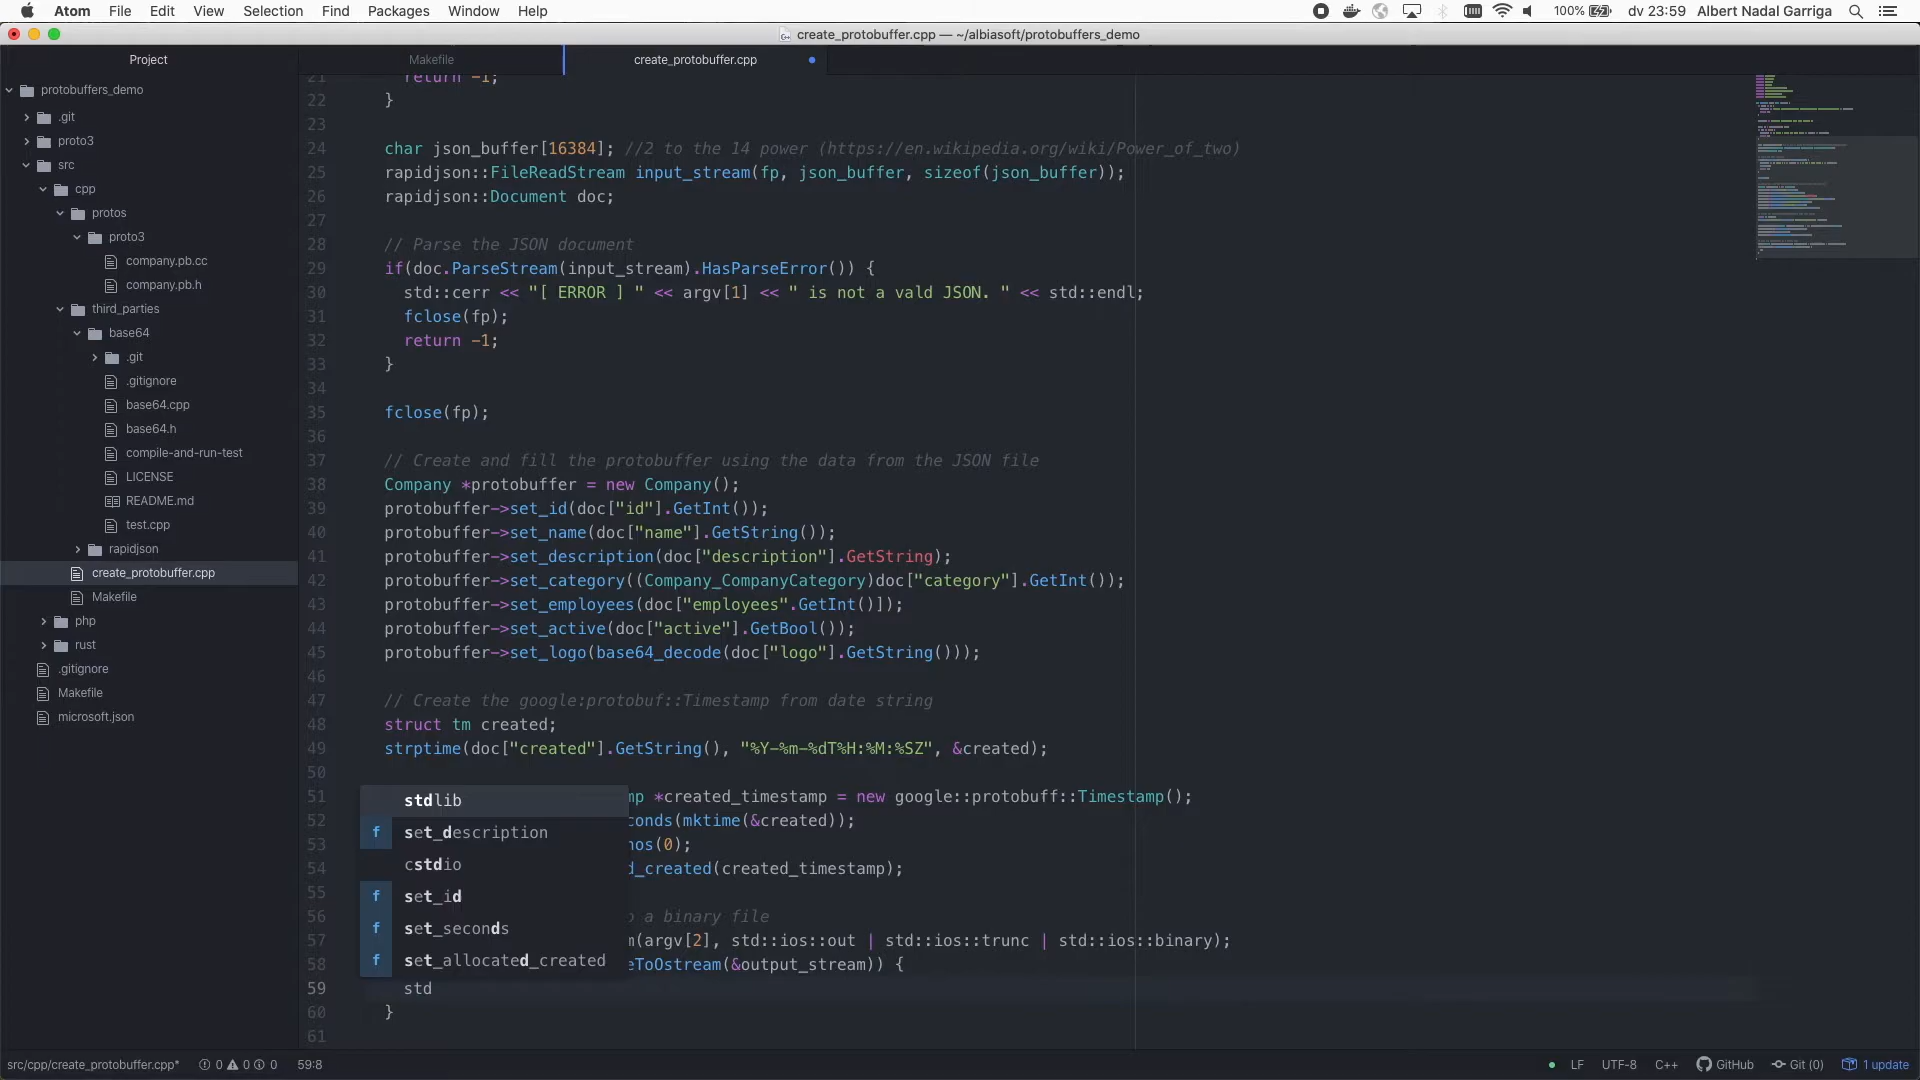 Atom File Edit View Selection Find Packages Window Help
100% dv 23:59 Albert Nadal Garriga
create_protobuffer.cpp — ~/albiasoft/protobuffers_demo
Project
Makefile
create_protobuffer.cpp
protobuffers_demo
.git
proto3
src
cpp
protos
proto3
company.pb.cc
company.pb.h
third_parties
base64
.git
.gitignore
base64.cpp
base64.h
compile-and-run-test
LICENSE
README.md
test.cpp
rapidjson
create_protobuffer.cpp
Makefile
php
rust
.gitignore
Makefile
microsoft.json
21 return -1;
22 }
23
24 char json_buffer[16384]; //2 to the 14 power (https://en.wikipedia.org/wiki/Power_of_two)
25 rapidjson::FileReadStream input_stream(fp, json_buffer, sizeof(json_buffer));
26 rapidjson::Document doc;
27
28 // Parse the JSON document
29 if(doc.ParseStream(input_stream).HasParseError()) {
30 std::cerr << "[ ERROR ] " << argv[1] << " is not a vald JSON. " << std::endl;
31 fclose(fp);
32 return -1;
33 }
34
35 fclose(fp);
36
37 // Create and fill the protobuffer using the data from the JSON file
38 Company *protobuffer = new Company();
39 protobuffer->set_id(doc["id"].GetInt());
40 protobuffer->set_name(doc["name"].GetString());
41 protobuffer->set_description(doc["description".GetString);
42 protobuffer->set_category((Company_CompanyCategory)doc["category"].GetInt());
43 protobuffer->set_employees(doc["employees".GetInt()]);
44 protobuffer->set_active(doc["active"].GetBool());
45 protobuffer->set_logo(base64_decode(doc["logo"].GetString()));
46
47 // Create the google:protobuf::Timestamp from date string
48 struct tm created;
49 strptime(doc["created"].GetString(), "%Y-%m-%dT%H:%M:%SZ", &created);
50
51 mp *created_timestamp = new google::protobuff::Timestamp();
52 conds(mktime(&created));
53 nos(0);
54 d_created(created_timestamp);
55
56 o a binary file
57 m(argv[2], std::ios::out | std::ios::trunc | std::ios::binary);
58 eToOstream(&output_stream)) {
59 std
60 }
61
stdlib
f set_description
cstdio
f set_id
f set_seconds
f set_allocated_created
src/cpp/create_protobuffer.cpp* 0 0 0 59:8
LF UTF-8 C++ GitHub Git (0) 1 update